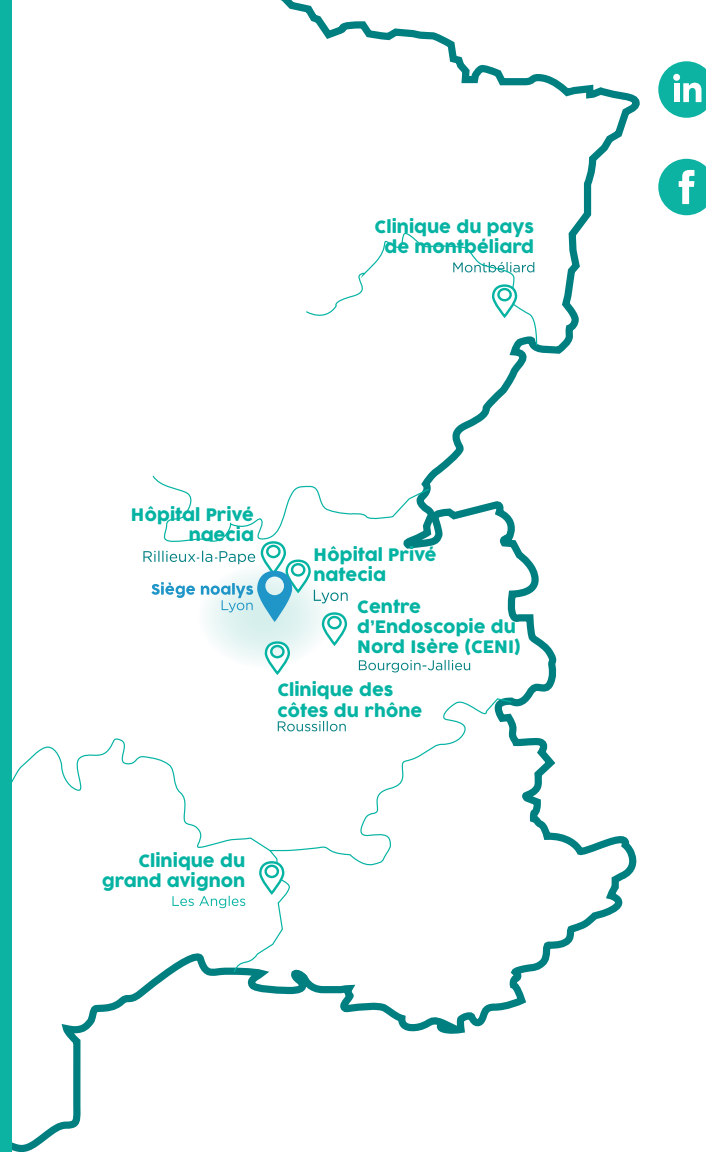 in
f
Clinique du pays
de montbéliard
Montbéliard
Hôpital Privé
naecia
Rillieux-la-Pape
Hôpital Privé
natecia
Lyon
Siège noalys
Lyon
Centre
d'Endoscopie du
Nord Isère (CENI)
Bourgoin-Jallieu
Clinique des
côtes du rhône
Roussillon
Clinique du
grand avignon
Les Angles